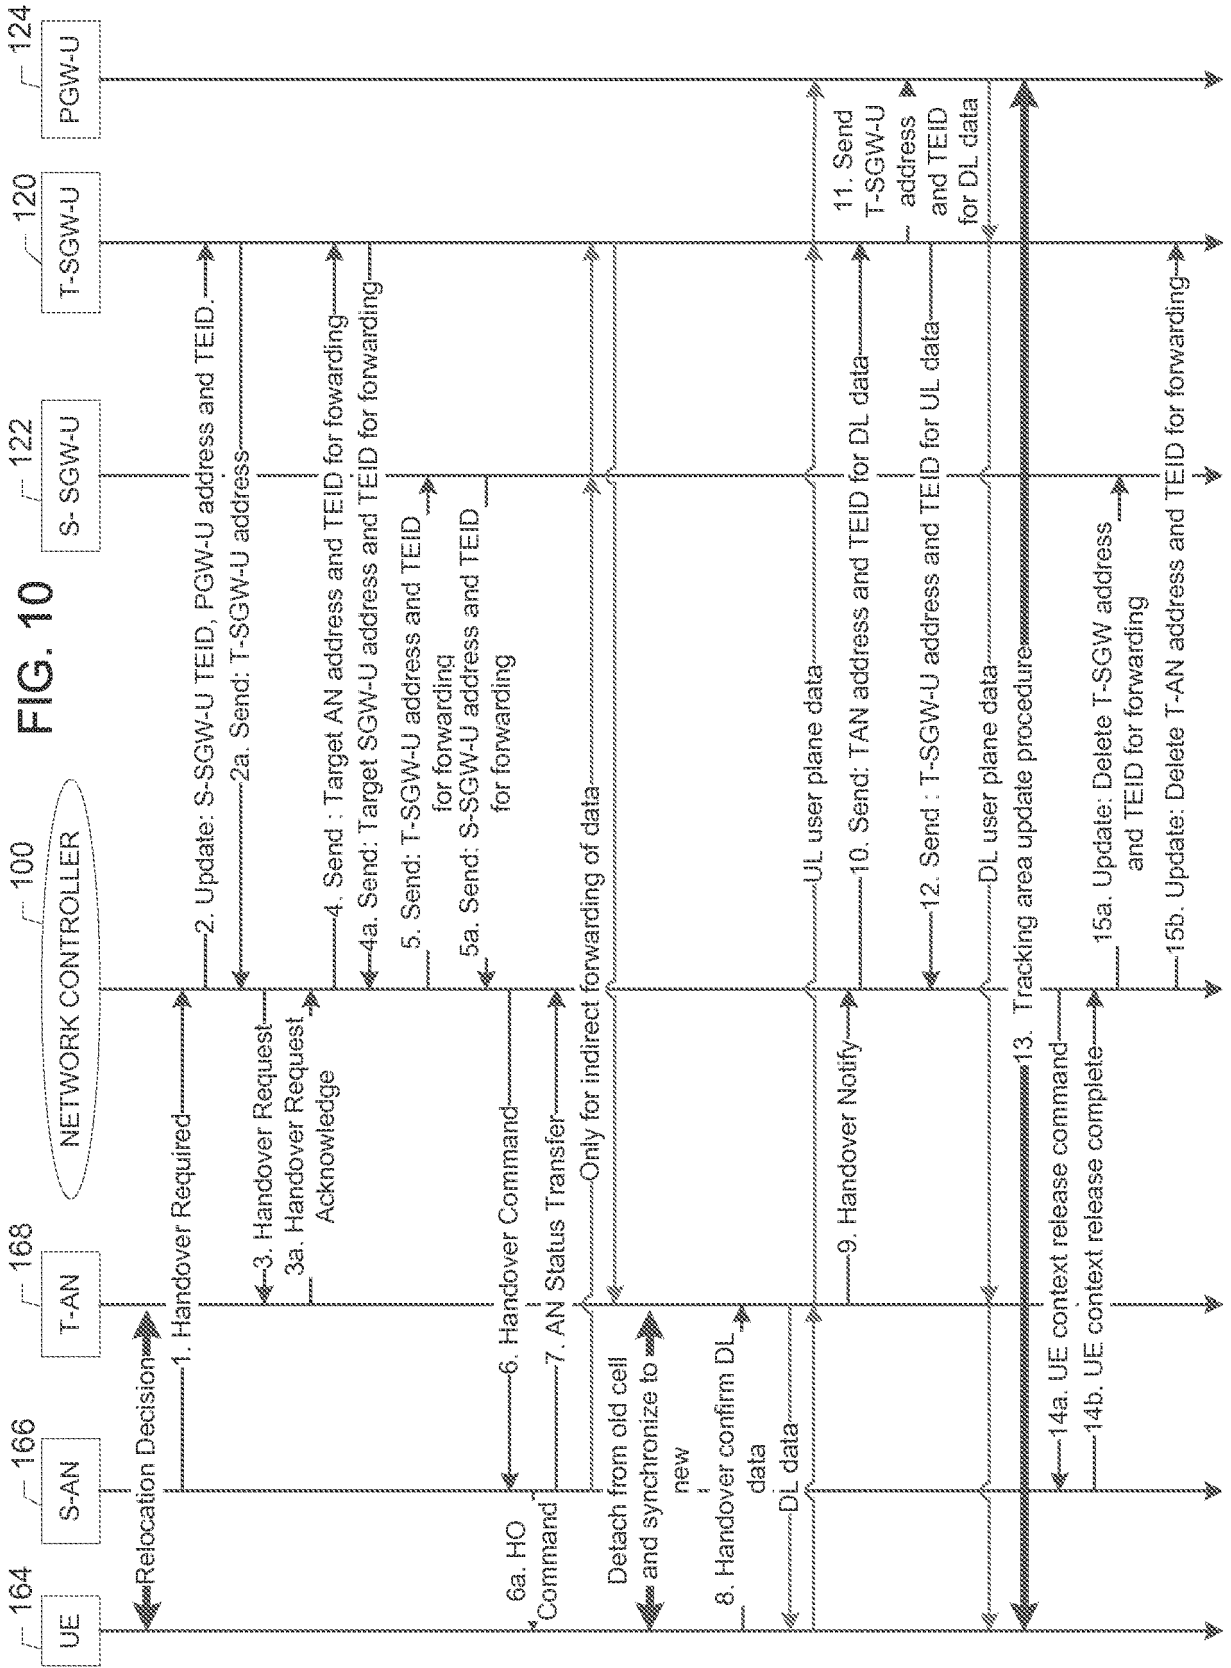 FIG. 10
164
UE
166
S-AN
168
T-AN
100
NETWORK CONTROLLER
122
S- SGW-U
120
T-SGW-U
124
PGW-U
Relocation Decision
1. Handover Required
2. Update: S-SGW-U TEID, PGW-U address and TEID.
2a. Send: T-SGW-U address
3. Handover Request
3a. Handover Request
Acknowledge
4. Send : Target AN address and TEID for fowarding
4a. Send: Target SGW-U address and TEID for forwarding
5. Send: T-SGW-U address and TEID
for forwarding
5a. Send: S-SGW-U address and TEID
for forwarding
6. Handover Command
6a. HO
Command
7. AN Status Transfer
Only for indirect forwarding of data
Detach from old cell
and synchronize to
new
8. Handover confirm DL
data
DL data
UL user plane data
9. Handover Notify
10. Send: TAN address and TEID for DL data
11. Send
T-SGW-U
address
and TEID
for DL data
12. Send : T-SGW-U address and TEID for UL data
DL user plane data
13. Tracking area update procedure
14a. UE context release command
14b. UE context release complete
15a. Update: Delete T-SGW address
and TEID for forwarding
15b. Update: Delete T-AN address and TEID for forwarding